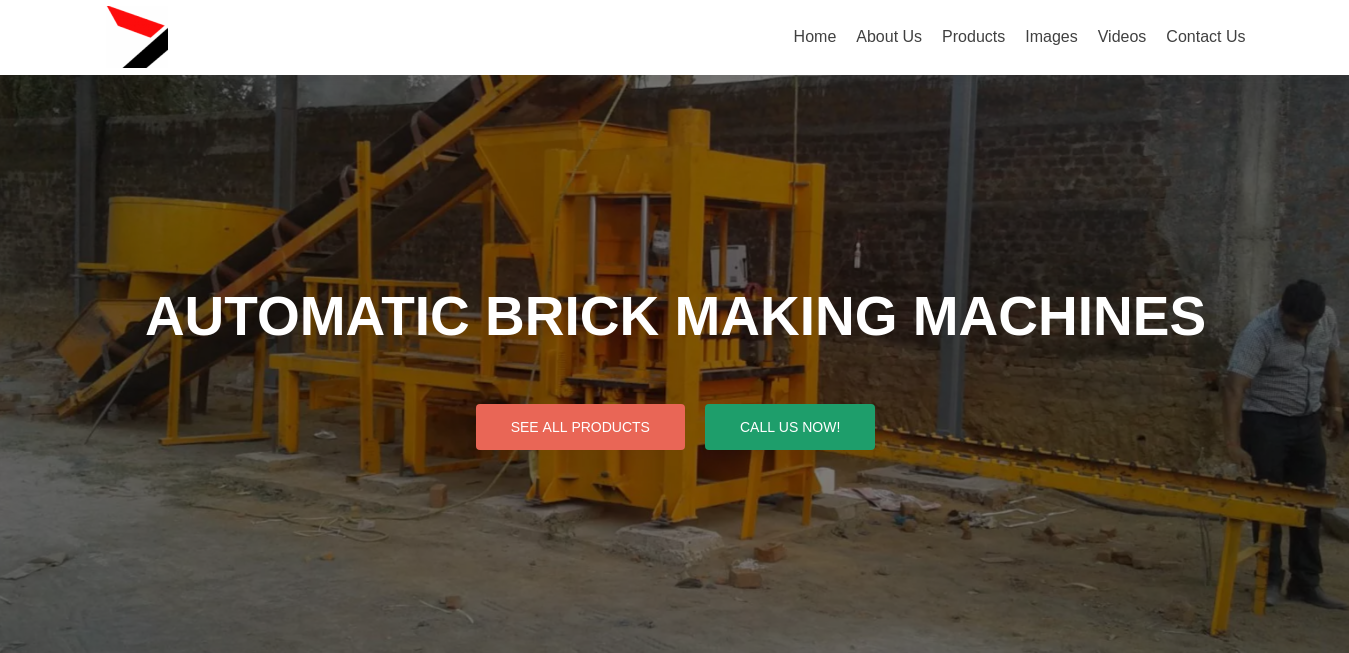 Home About Us Products Images Videos Contact Us
AUTOMATIC BRICK MAKING MACHINES
SEE ALL PRODUCTS CALL US NOW!